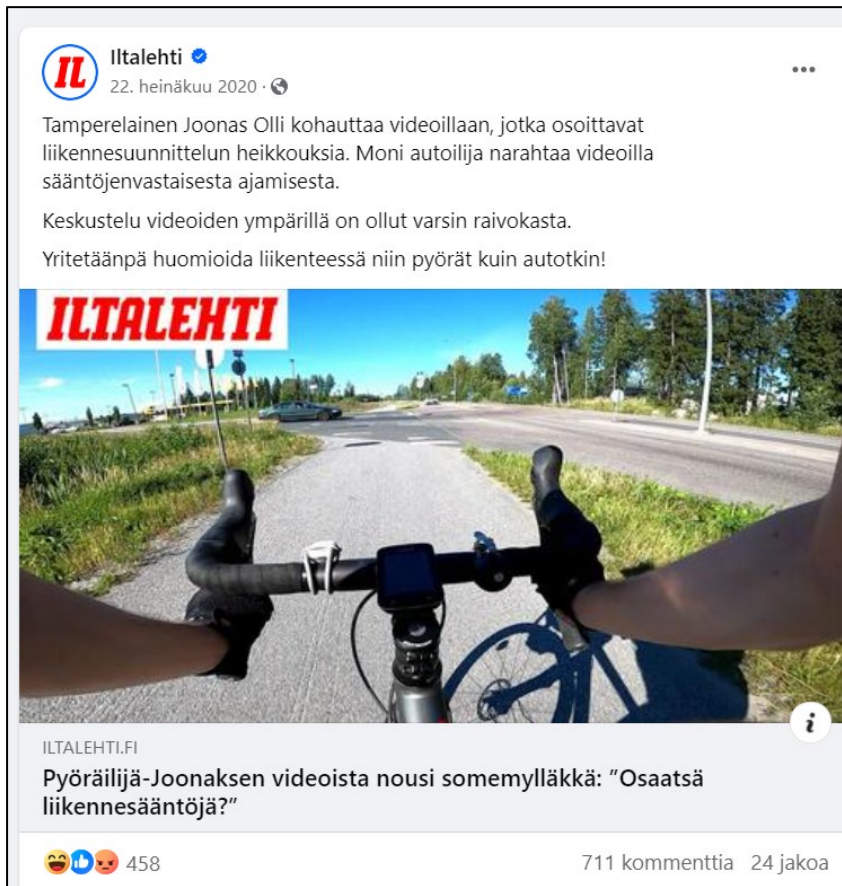 Iltalehti
22. heinäkuu 2020 ·
Tamperelainen Joonas Olli kohauttaa videoillaan, jotka osoittavat
liikennesuunnittelun heikkouksia. Moni autoilija narahtaa videoilla
sääntöjenvastaisesta ajamisesta.
Keskustelu videoiden ympärillä on ollut varsin raivokasta.
Yritetäänpä huomioida liikenteessä niin pyörät kuin autotkin!
ILTALEHTI
ILTALEHTI.FI
Pyöräilijä-Joonaksen videoista nousi somemylläkkä: ”Osaatsä
liikennesääntöjä?”
458
711 kommenttia 24 jakoa